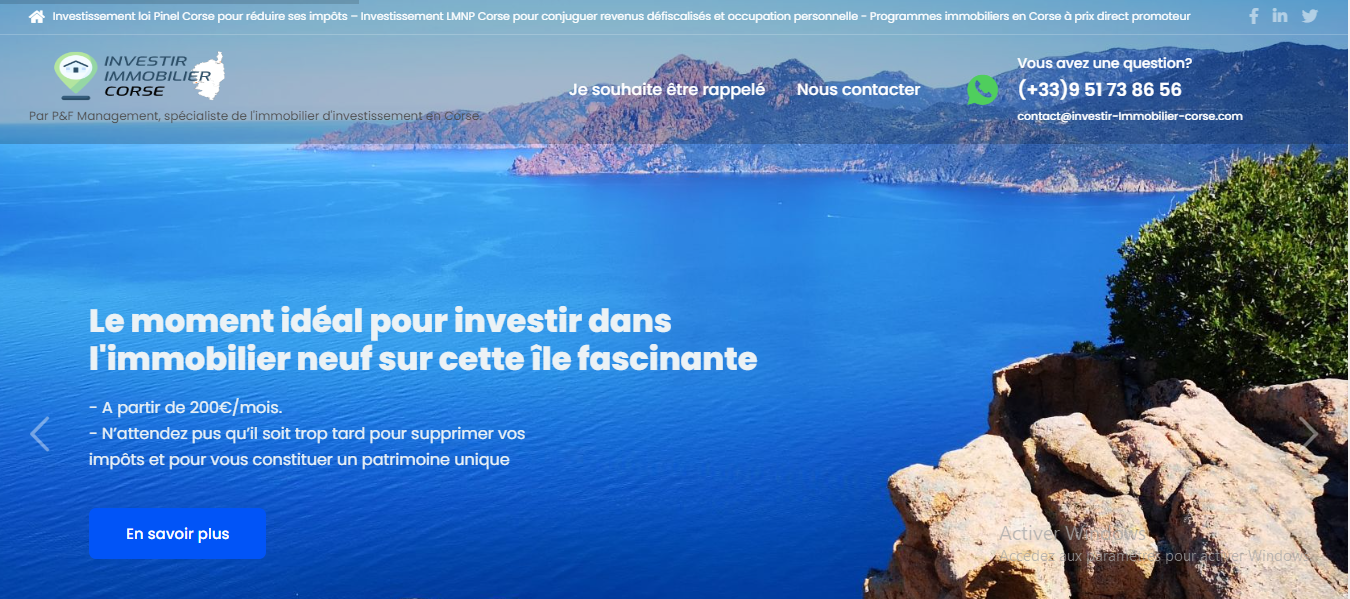 Investissement loi Pinel Corse pour réduire ses impôts – Investissement LMNP Corse pour conjuguer revenus défiscalisés et occupation personnelle - Programmes immobiliers en Corse à prix direct promoteur
INVESTIR
IMMOBILIER
CORSE
Par P&F Management, spécialiste de l'immobilier d'investissement en Corse.
Je souhaite être rappelé
Nous contacter
Vous avez une question?
(+33)9 51 73 86 56
contact@investir-Immobilier-corse.com
Le moment idéal pour investir dans
l'immobilier neuf sur cette île fascinante
- A partir de 200€/mois.
- N'attendez pus qu'il soit trop tard pour supprimer vos
impôts et pour vous constituer un patrimoine unique
En savoir plus
Activer Windows
Accédez aux paramètres pour activer Windows.